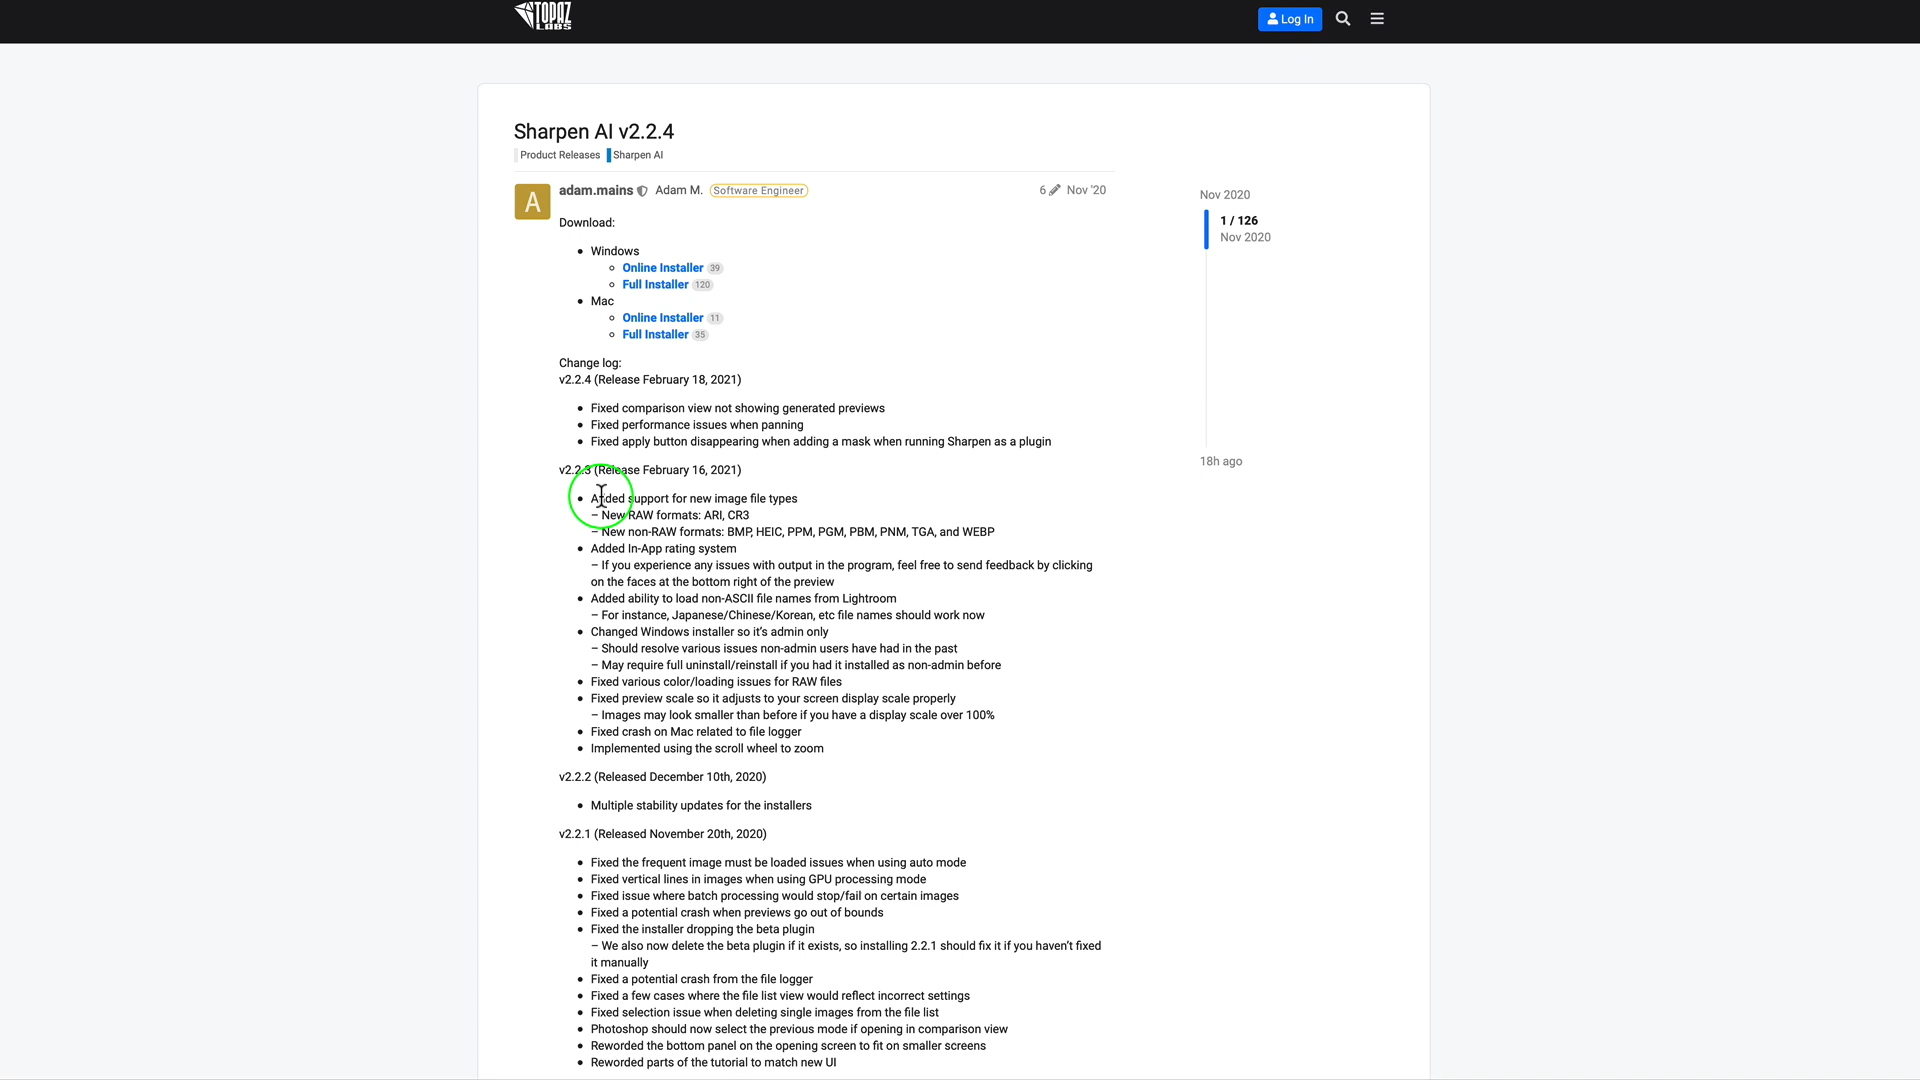 TOPAZ
LABS
Log In
Sharpen AI v2.2.4
Product Releases Sharpen AI
A
adam.mains Adam M. Software Engineer 6 Nov '20
Download:
• Windows
Online Installer 39
Full Installer 120
• Mac
Online Installer 11
Full Installer 35
Change log:
v2.2.4 (Release February 18, 2021)
• Fixed comparison view not showing generated previews
• Fixed performance issues when panning
• Fixed apply button disappearing when adding a mask when running Sharpen as a plugin
v2.2.3 (Release February 16, 2021)
• Added support for new image file types
– New RAW formats: ARI, CR3
– New non-RAW formats: BMP, HEIC, PPM, PGM, PBM, PNM, TGA, and WEBP
• Added In-App rating system
– If you experience any issues with output in the program, feel free to send feedback by clicking
on the faces at the bottom right of the preview
• Added ability to load non-ASCII file names from Lightroom
– For instance, Japanese/Chinese/Korean, etc file names should work now
• Changed Windows installer so it's admin only
– Should resolve various issues non-admin users have had in the past
– May require full uninstall/reinstall if you had it installed as non-admin before
• Fixed various color/loading issues for RAW files
• Fixed preview scale so it adjusts to your screen display scale properly
– Images may look smaller than before if you have a display scale over 100%
• Fixed crash on Mac related to file logger
• Implemented using the scroll wheel to zoom
v2.2.2 (Released December 10th, 2020)
• Multiple stability updates for the installers
v2.2.1 (Released November 20th, 2020)
• Fixed the frequent image must be loaded issues when using auto mode
• Fixed vertical lines in images when using GPU processing mode
• Fixed issue where batch processing would stop/fail on certain images
• Fixed a potential crash when previews go out of bounds
• Fixed the installer dropping the beta plugin
– We also now delete the beta plugin if it exists, so installing 2.2.1 should fix it if you haven't fixed
it manually
• Fixed a potential crash from the file logger
• Fixed a few cases where the file list view would reflect incorrect settings
• Fixed selection issue when deleting single images from the file list
• Photoshop should now select the previous mode if opening in comparison view
• Reworded the bottom panel on the opening screen to fit on smaller screens
• Reworded parts of the tutorial to match new UI
Nov 2020
1 / 126
Nov 2020
18h ago